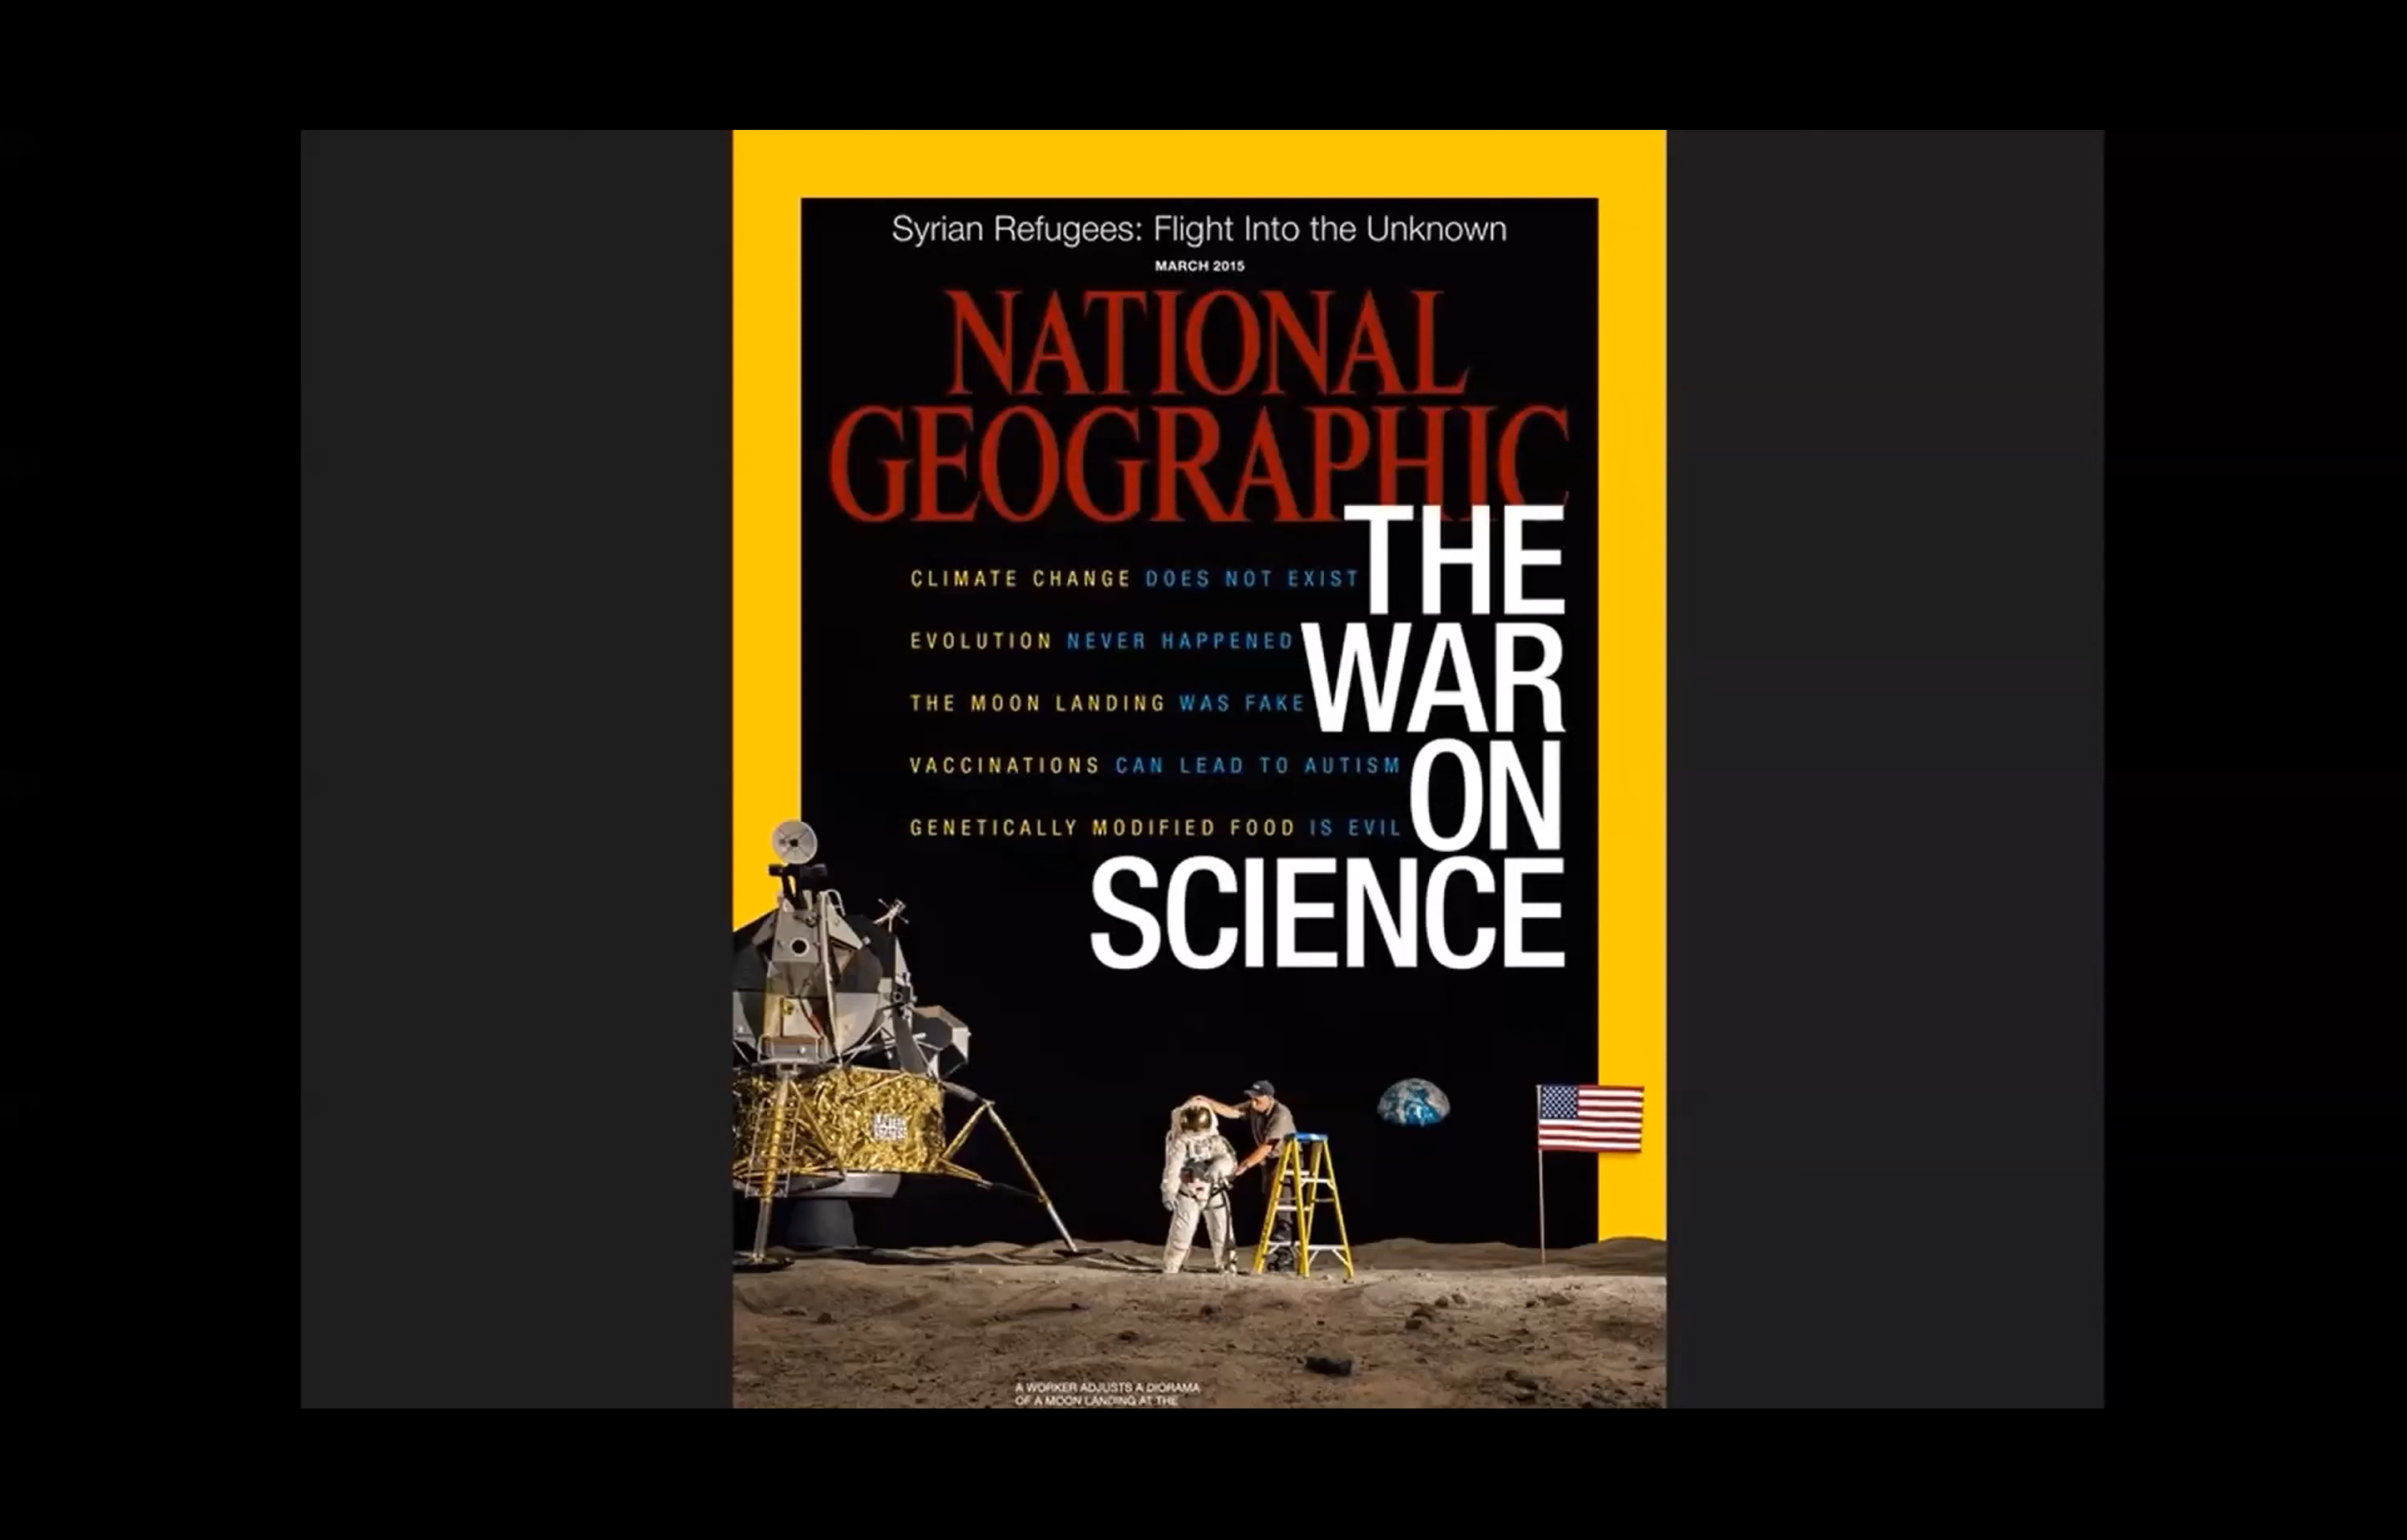 Syrian Refugees: Flight Into the Unknown
MARCH 2015
NATIONAL
GEOGRAPHIC
CLIMATE CHANGE DOES NOT EXIST
EVOLUTION NEVER HAPPENED
THE MOON LANDING WAS FAKE
VACCINATIONS CAN LEAD TO AUTISM
GENETICALLY MODIFIED FOOD IS EVIL
THE
WAR
ON
SCIENCE
UNITED
STATES
A WORKER ADJUSTS A DIORAMA
OF A MOON LANDING AT THE